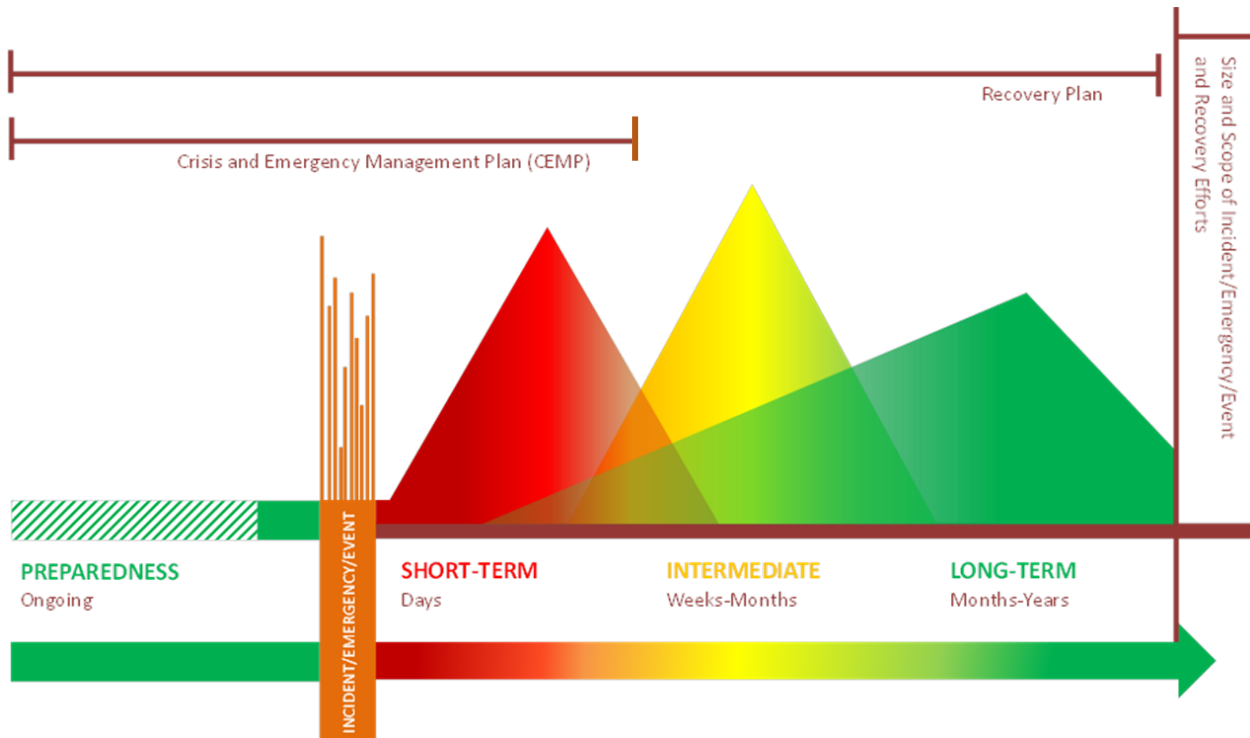 Recovery Plan
Crisis and Emergency Management Plan (CEMP)
Size and Scope of Incident/Emergency/Event
and Recovery Efforts
PREPAREDNESS
Ongoing
INCIDENT/EMERGENCY/EVENT
SHORT-TERM
Days
INTERMEDIATE
Weeks-Months
LONG-TERM
Months-Years